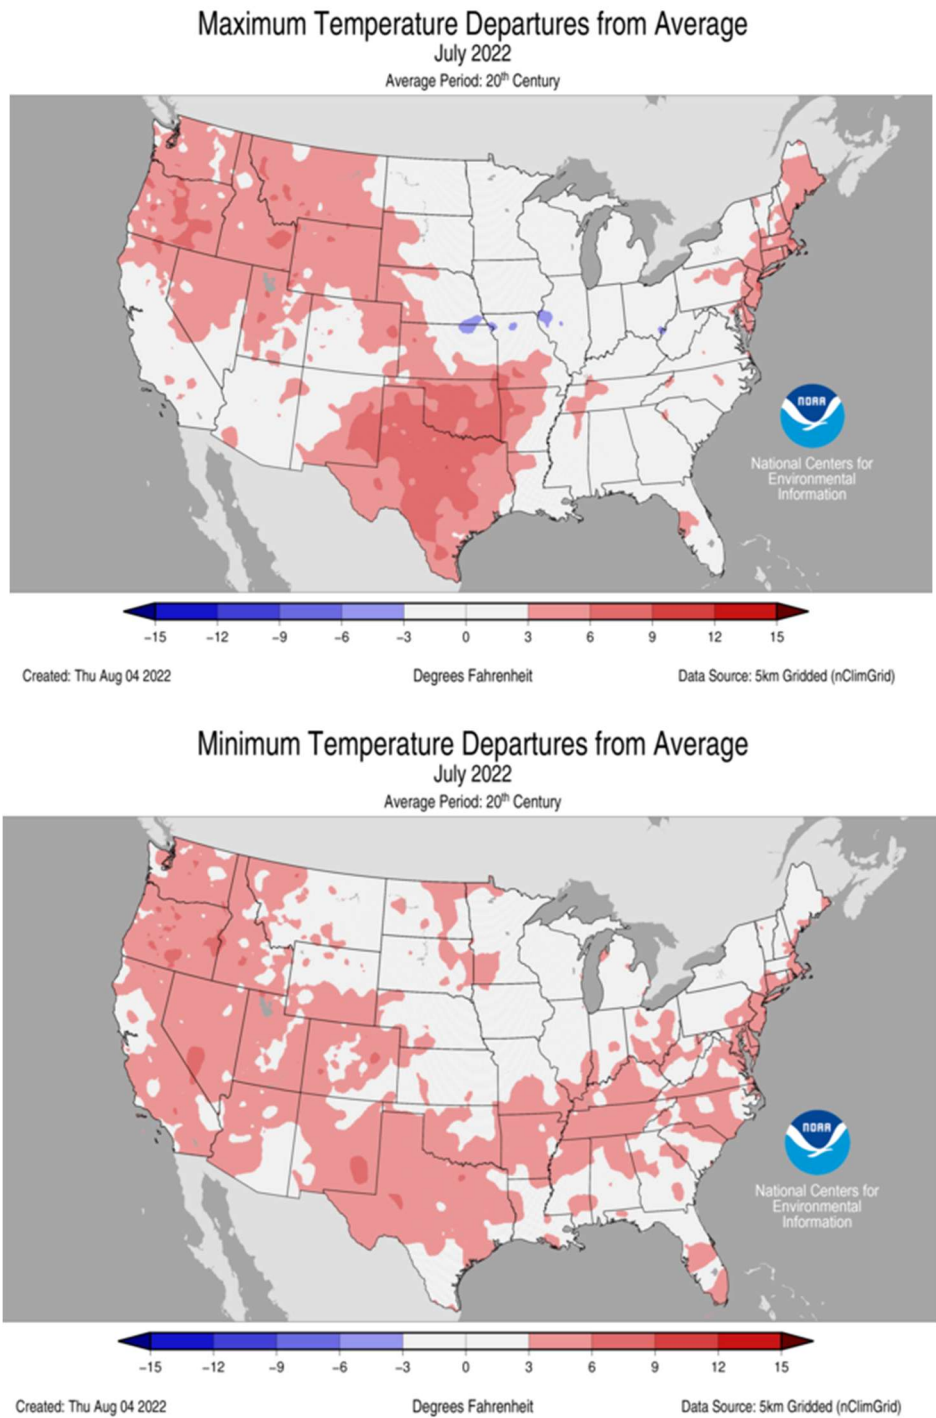 Maximum Temperature Departures from Average
July 2022
Average Period: 20th Century
NOAA
National Centers for
Environmental
Information
−15 −12 −9 −6 −3 0 3 6 9 12 15
Created: Thu Aug 04 2022 Degrees Fahrenheit Data Source: 5km Gridded (nClimGrid)
Minimum Temperature Departures from Average
July 2022
Average Period: 20th Century
NOAA
National Centers for
Environmental
Information
−15 −12 −9 −6 −3 0 3 6 9 12 15
Created: Thu Aug 04 2022 Degrees Fahrenheit Data Source: 5km Gridded (nClimGrid)